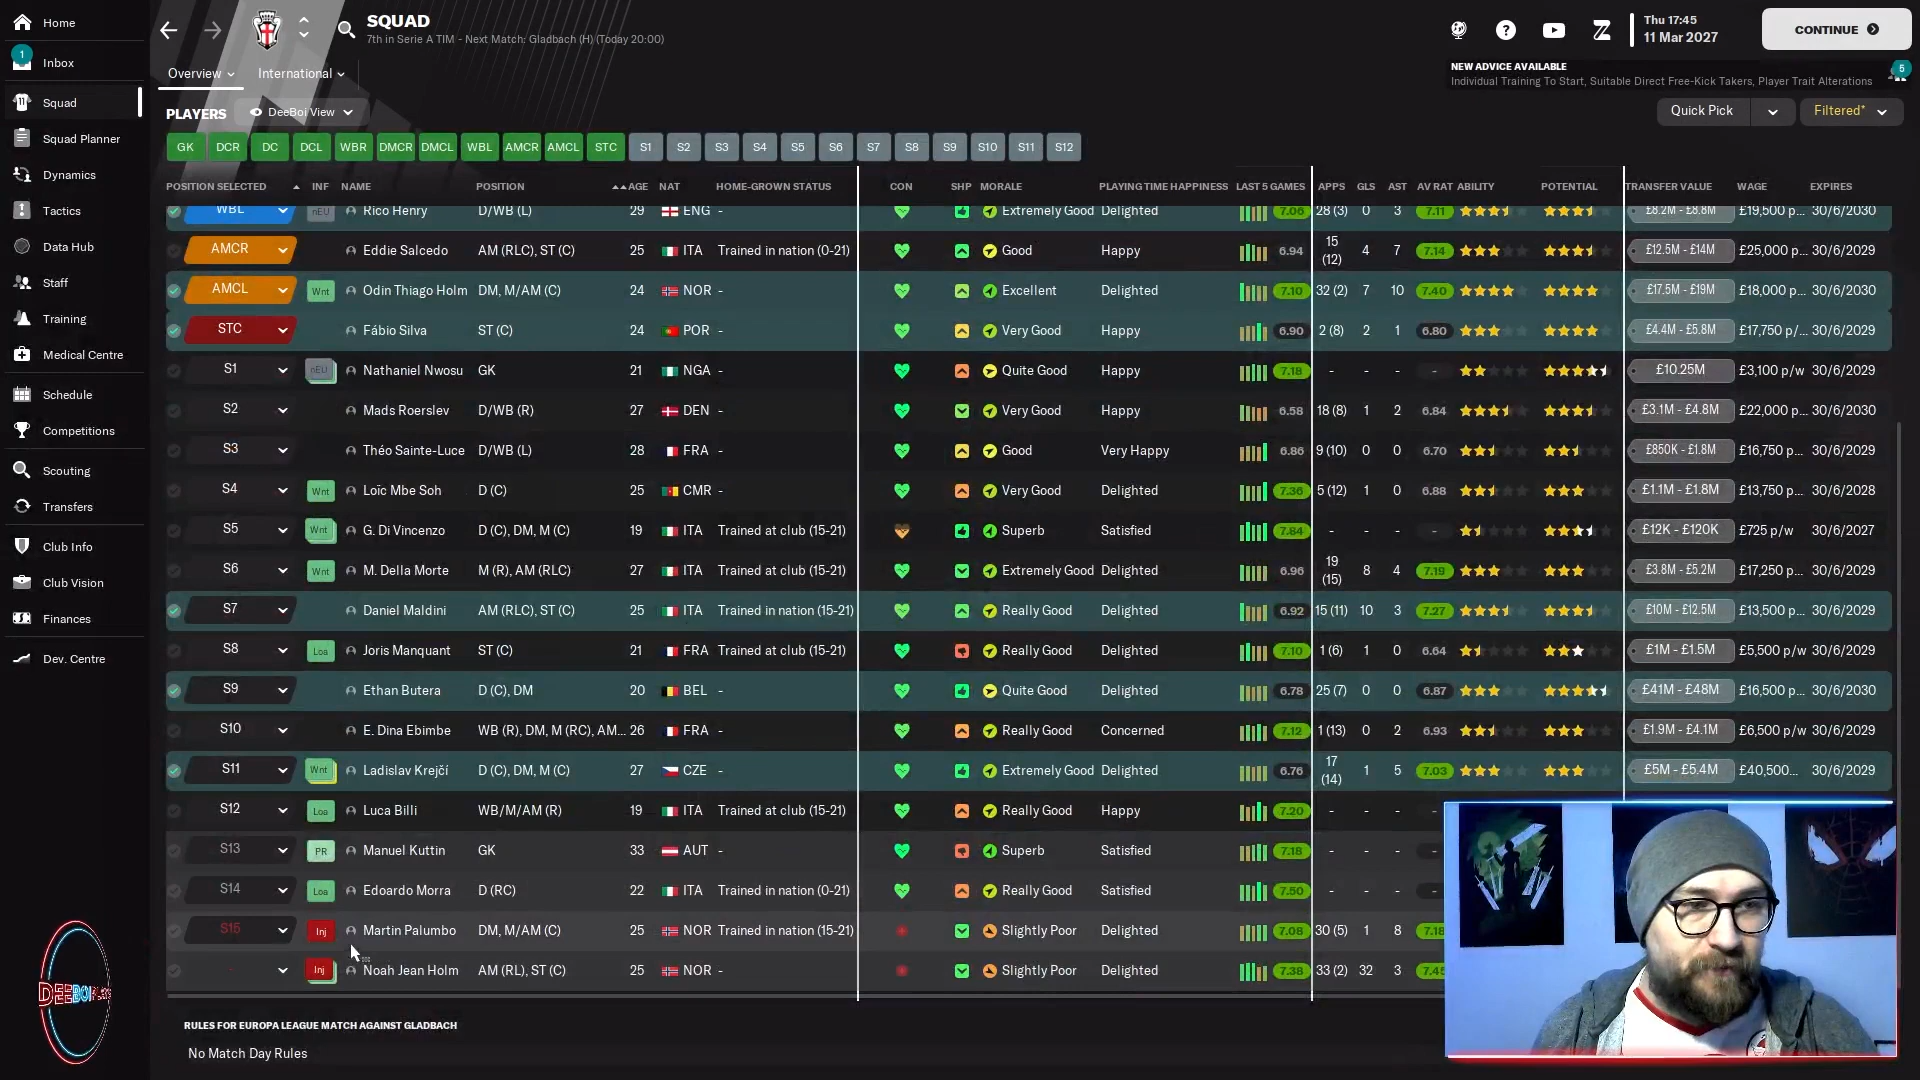 Home
SQUAD
7th in Serie A TIM - Next Match: Gladbach (H) (Today 20:00)
Thu 17:45
11 Mar 2027
CONTINUE
1
Inbox
Overview
International
NEW ADVICE AVAILABLE
Individual Training To Start, Suitable Direct Free-Kick Takers, Player Trait Alterations
5
Squad
PLAYERS
DeeBoi View
Quick Pick
Filtered*
Squad Planner
GK DCR DC DCL WBR DMCR DMCL WBL AMCR AMCL STC S1 S2 S3 S4 S5 S6 S7 S8 S9 S10 S11 S12
Dynamics
POSITION SELECTED INF NAME POSITION AGE NAT HOME-GROWN STATUS CON SHP MORALE PLAYING TIME HAPPINESS LAST 5 GAMES APPS GLS AST AV RAT ABILITY POTENTIAL TRANSFER VALUE WAGE EXPIRES
Tactics
WBL nEU Rico Henry D/WB (L) 29 ENG - Extremely Good Delighted 7.06 28 (3) 0 3 7.11 £8.2M - £8.8M £19,500 p... 30/6/2030
Data Hub
AMCR Eddie Salcedo AM (RLC), ST (C) 25 ITA Trained in nation (0-21) Good Happy 6.94 15 (12) 4 7 7.14 £12.5M - £14M £25,000 p... 30/6/2029
Staff
AMCL Wnt Odin Thiago Holm DM, M/AM (C) 24 NOR - Excellent Delighted 7.10 32 (2) 7 10 7.40 £17.5M - £19M £18,000 p... 30/6/2030
Training
STC Fábio Silva ST (C) 24 POR - Very Good Happy 6.90 2 (8) 2 1 6.80 £4.4M - £5.8M £17,750 p/... 30/6/2029
Medical Centre
S1 nEU Nathaniel Nwosu GK 21 NGA - Quite Good Happy 7.18 - - - - £10.25M £3,100 p/w 30/6/2029
Schedule
S2 Mads Roerslev D/WB (R) 27 DEN - Very Good Happy 6.58 18 (8) 1 2 6.84 £3.1M - £4.8M £22,000 p... 30/6/2030
Competitions
S3 Théo Sainte-Luce D/WB (L) 28 FRA - Good Very Happy 6.86 9 (10) 0 0 6.70 £850K - £1.8M £16,750 p... 30/6/2029
Scouting
S4 Wnt Loïc Mbe Soh D (C) 25 CMR - Very Good Delighted 7.36 5 (12) 1 0 6.88 £1.1M - £1.8M £13,750 p... 30/6/2028
Transfers
S5 Wnt G. Di Vincenzo D (C), DM, M (C) 19 ITA Trained at club (15-21) Superb Satisfied 7.84 - - - - £12K - £120K £725 p/w 30/6/2027
Club Info
S6 Wnt M. Della Morte M (R), AM (RLC) 27 ITA Trained at club (15-21) Extremely Good Delighted 6.96 19 (15) 8 4 7.19 £3.8M - £5.2M £17,250 p... 30/6/2029
Club Vision
S7 Daniel Maldini AM (RLC), ST (C) 25 ITA Trained in nation (15-21) Really Good Delighted 6.92 15 (11) 10 3 7.27 £10M - £12.5M £13,500 p... 30/6/2029
Finances
S8 Loa Joris Manquant ST (C) 21 FRA Trained at club (15-21) Really Good Delighted 7.10 1 (6) 1 0 6.64 £1M - £1.5M £5,500 p/w 30/6/2029
Dev. Centre
S9 Ethan Butera D (C), DM 20 BEL - Quite Good Delighted 6.78 25 (7) 0 0 6.87 £41M - £48M £16,500 p... 30/6/2030
S10 E. Dina Ebimbe WB (R), DM, M (RC), AM... 26 FRA - Really Good Concerned 7.12 1 (13) 0 2 6.93 £1.9M - £4.1M £6,500 p/w 30/6/2029
S11 Wnt Ladislav Krejčí D (C), DM, M (C) 27 CZE - Extremely Good Delighted 6.76 17 (14) 1 5 7.03 £5M - £5.4M £40,500... 30/6/2029
S12 Loa Luca Billi WB/M/AM (R) 19 ITA Trained at club (15-21) Really Good Happy 7.20 - - - -
S13 PR Manuel Kuttin GK 33 AUT - Superb Satisfied 7.18 - - - -
S14 Loa Edoardo Morra D (RC) 22 ITA Trained in nation (0-21) Really Good Satisfied 7.50 - - - -
S15 Inj Martin Palumbo DM, M/AM (C) 25 NOR Trained in nation (15-21) Slightly Poor Delighted 7.08 30 (5) 1 8 7.18
- Inj Noah Jean Holm AM (RL), ST (C) 25 NOR - Slightly Poor Delighted 7.38 33 (2) 32 3 7.45
DEEBOI
RULES FOR EUROPA LEAGUE MATCH AGAINST GLADBACH
No Match Day Rules